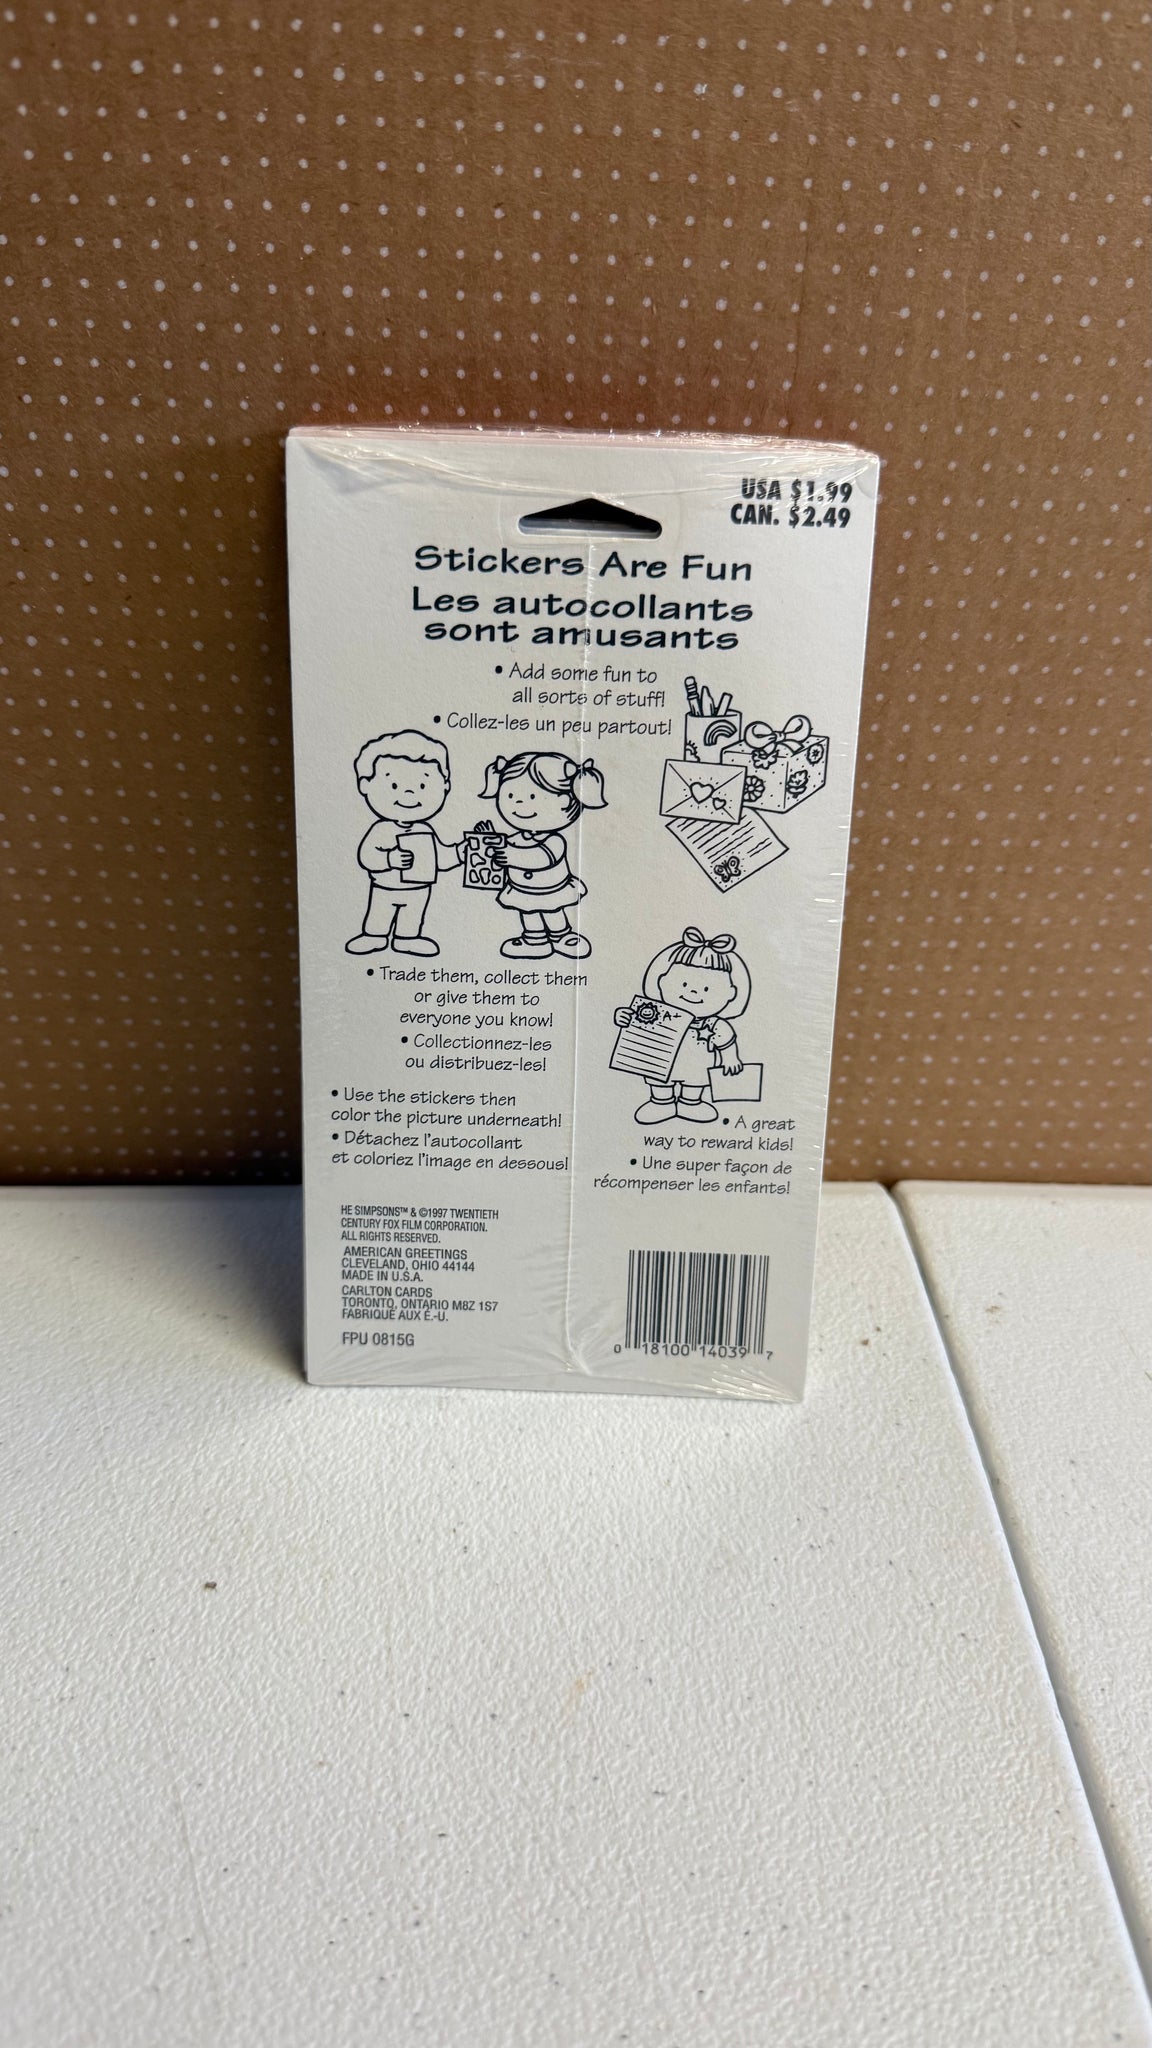 USA $1.99
CAN. $2.49
Stickers Are Fun
Les autocollants
sont amusants
• Add some fun to
all sorts of stuff!
• Collez-les un peu partout!
• Trade them, collect them
or give them to
everyone you know!
• Collectionnez-les
ou distribuez-les!
A+
• Use the stickers then
color the picture underneath!
• Détachez l'autocollant
et coloriez l'image en dessous!
• A great
way to reward kids!
• Une super façon de
récompenser les enfants!
HE SIMPSONS™ & ©1997 TWENTIETH
CENTURY FOX FILM CORPORATION.
ALL RIGHTS RESERVED.
AMERICAN GREETINGS
CLEVELAND, OHIO 44144
MADE IN U.S.A.
CARLTON CARDS
TORONTO, ONTARIO M8Z 1S7
FABRIQUÉ AUX É.-U.
FPU 0815G
0 18100 14039 7